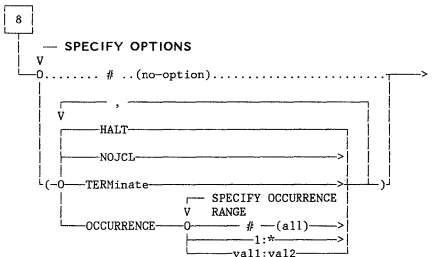 8
— SPECIFY OPTIONS
V
O........ # ..(no-option)...............................—>
,
V
HALT
NOJCL—>
(—O—TERMinate—>—)
SPECIFY OCCURRENCE
V RANGE
OCCURRENCE—O— # —(all)—>
1:*—>
val1:val2